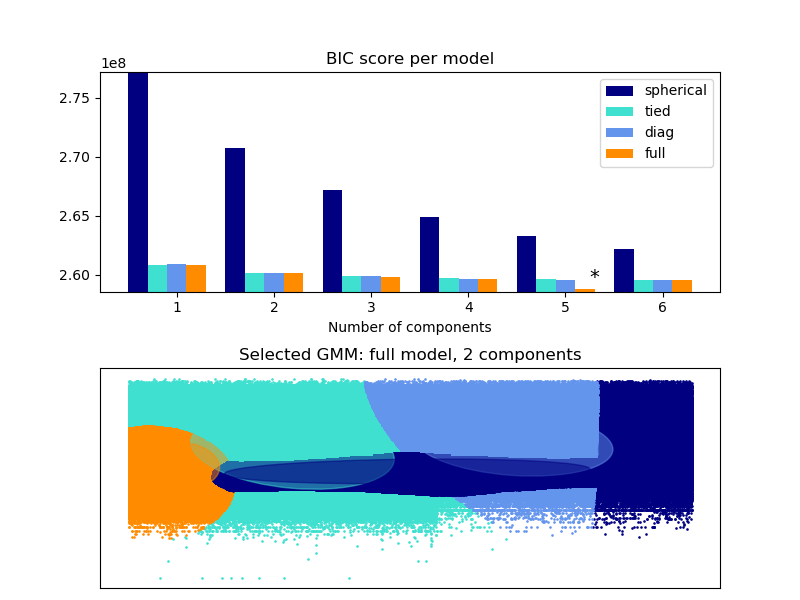 BIC score per model
1e8
2.75
2.70
2.65
2.60
spherical
tied
diag
full
*
1 2 3 4 5 6
Number of components
Selected GMM: full model, 2 components